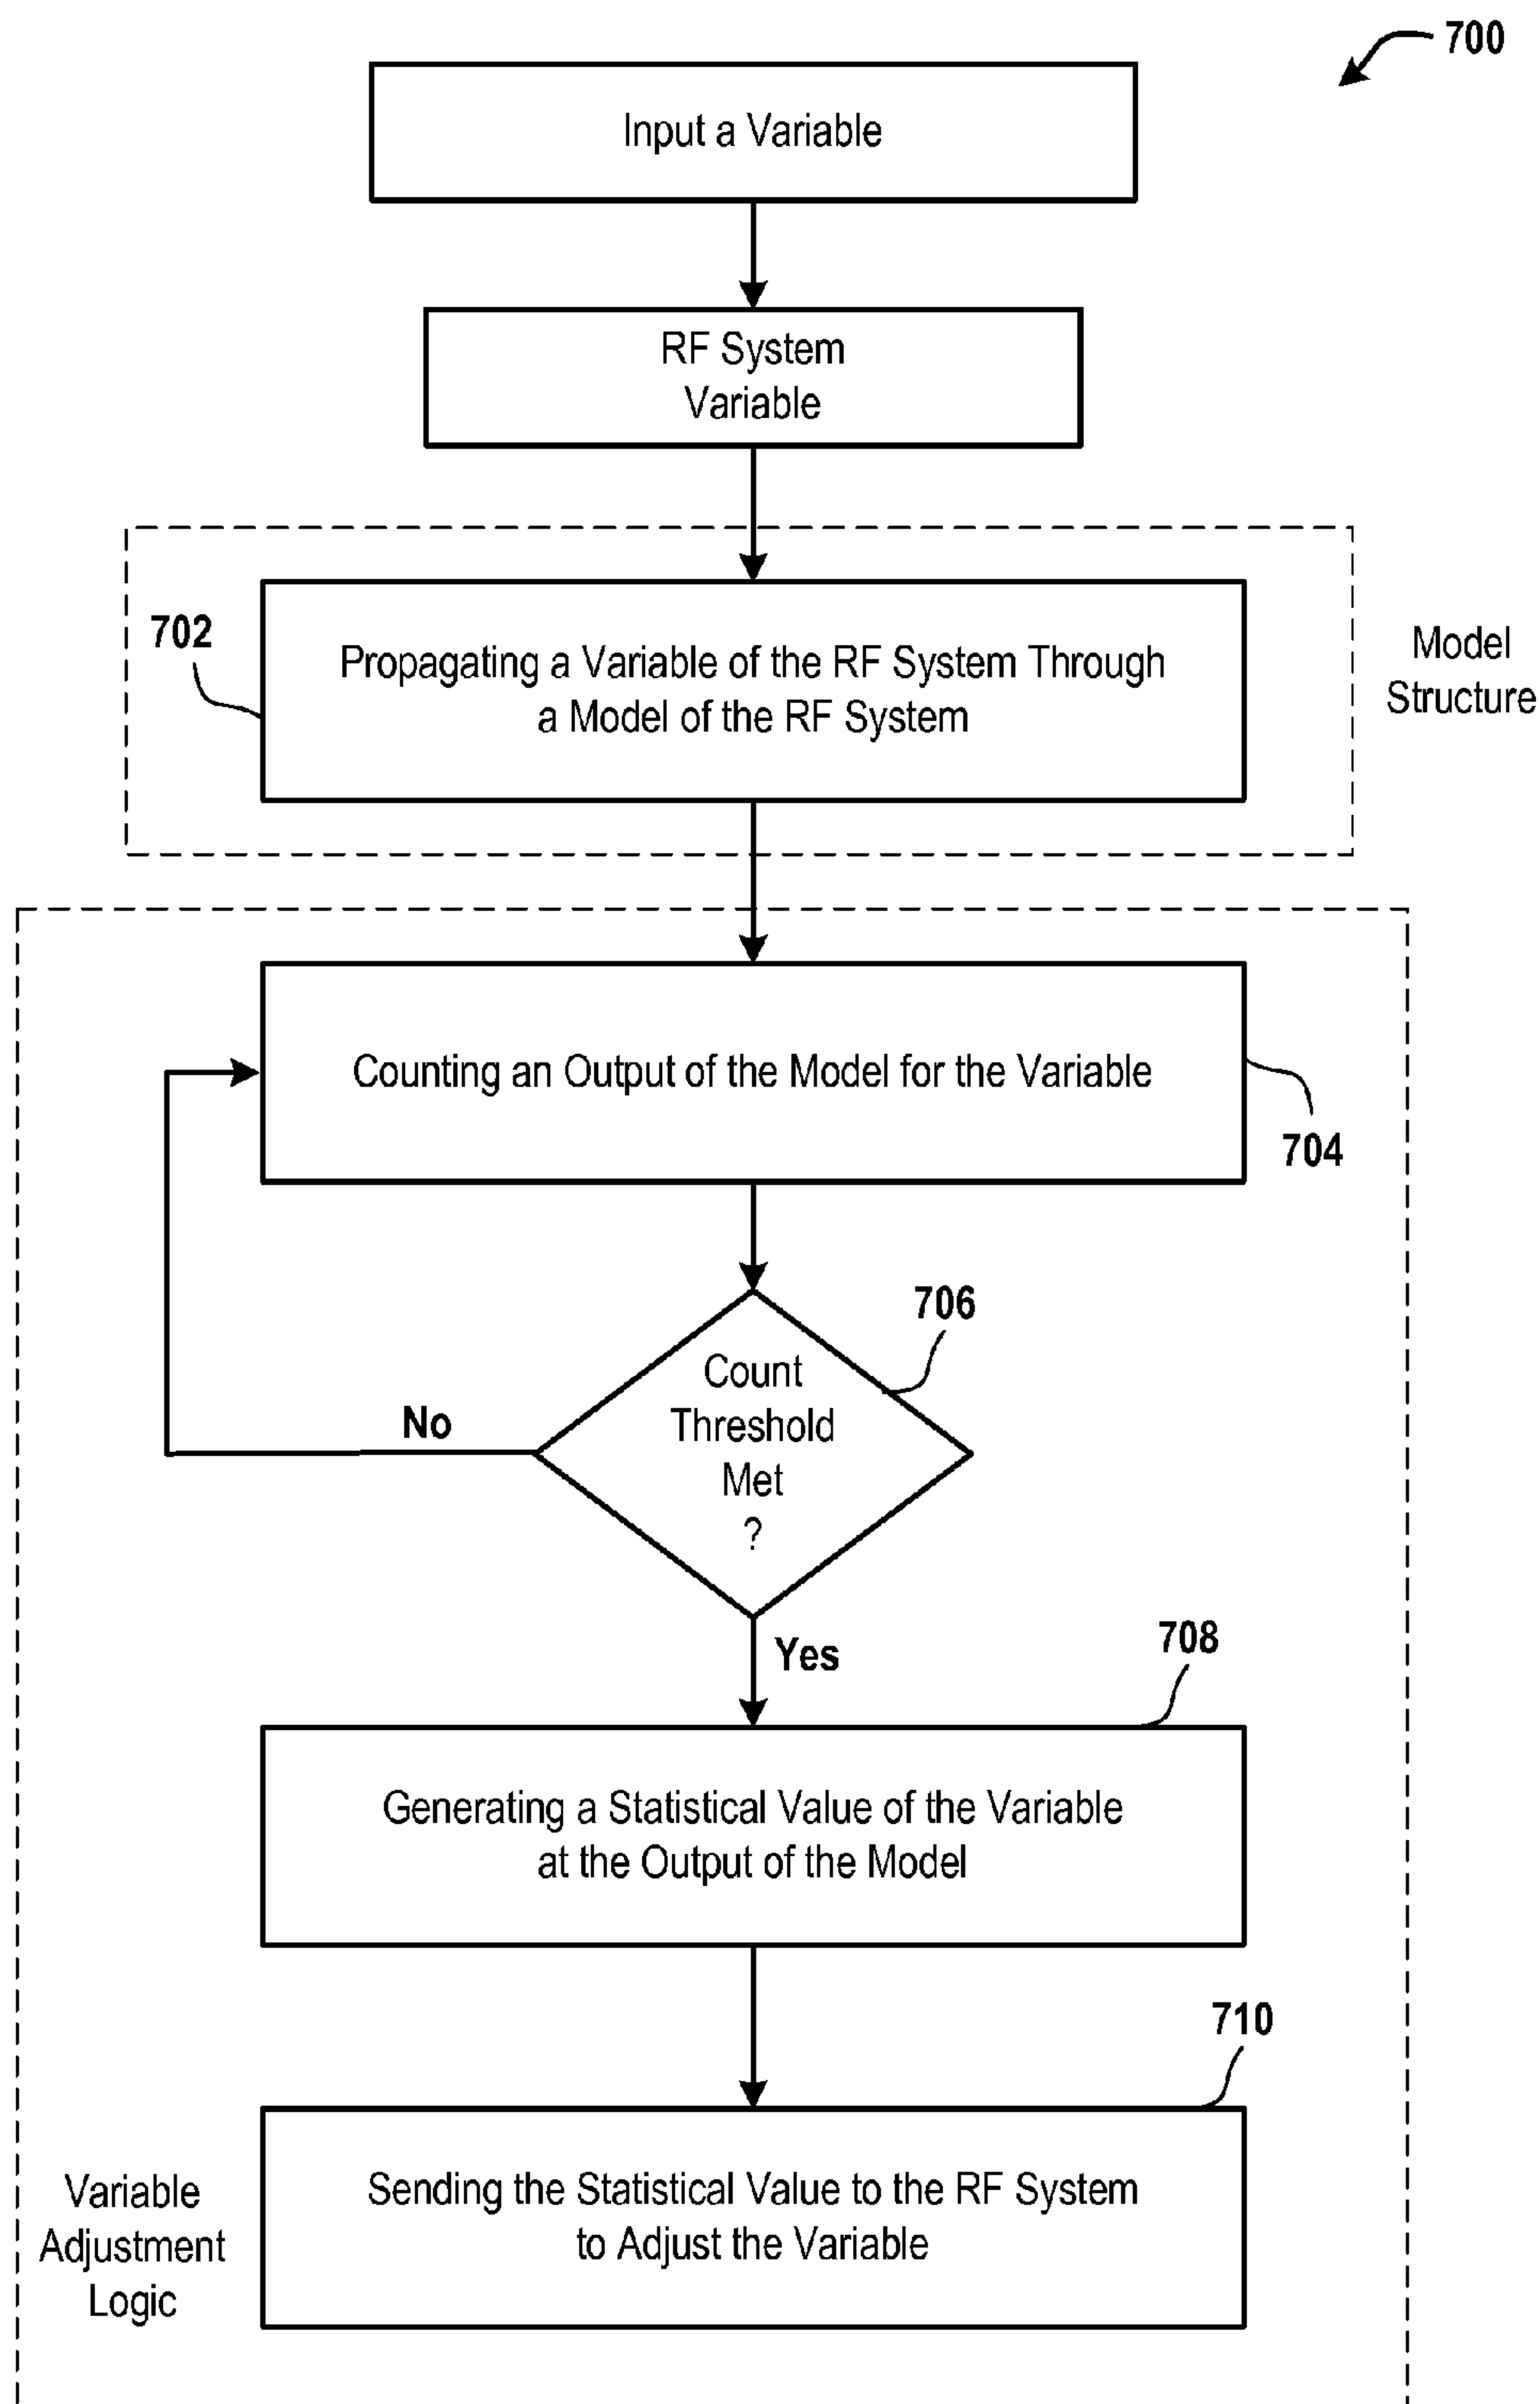 700
Input a Variable
RF System
Variable
702
Propagating a Variable of the RF System Through
a Model of the RF System
Model
Structure
Counting an Output of the Model for the Variable
704
706
Count
Threshold
Met
?
No
Yes
708
Generating a Statistical Value of the Variable
at the Output of the Model
710
Sending the Statistical Value to the RF System
to Adjust the Variable
Variable
Adjustment
Logic